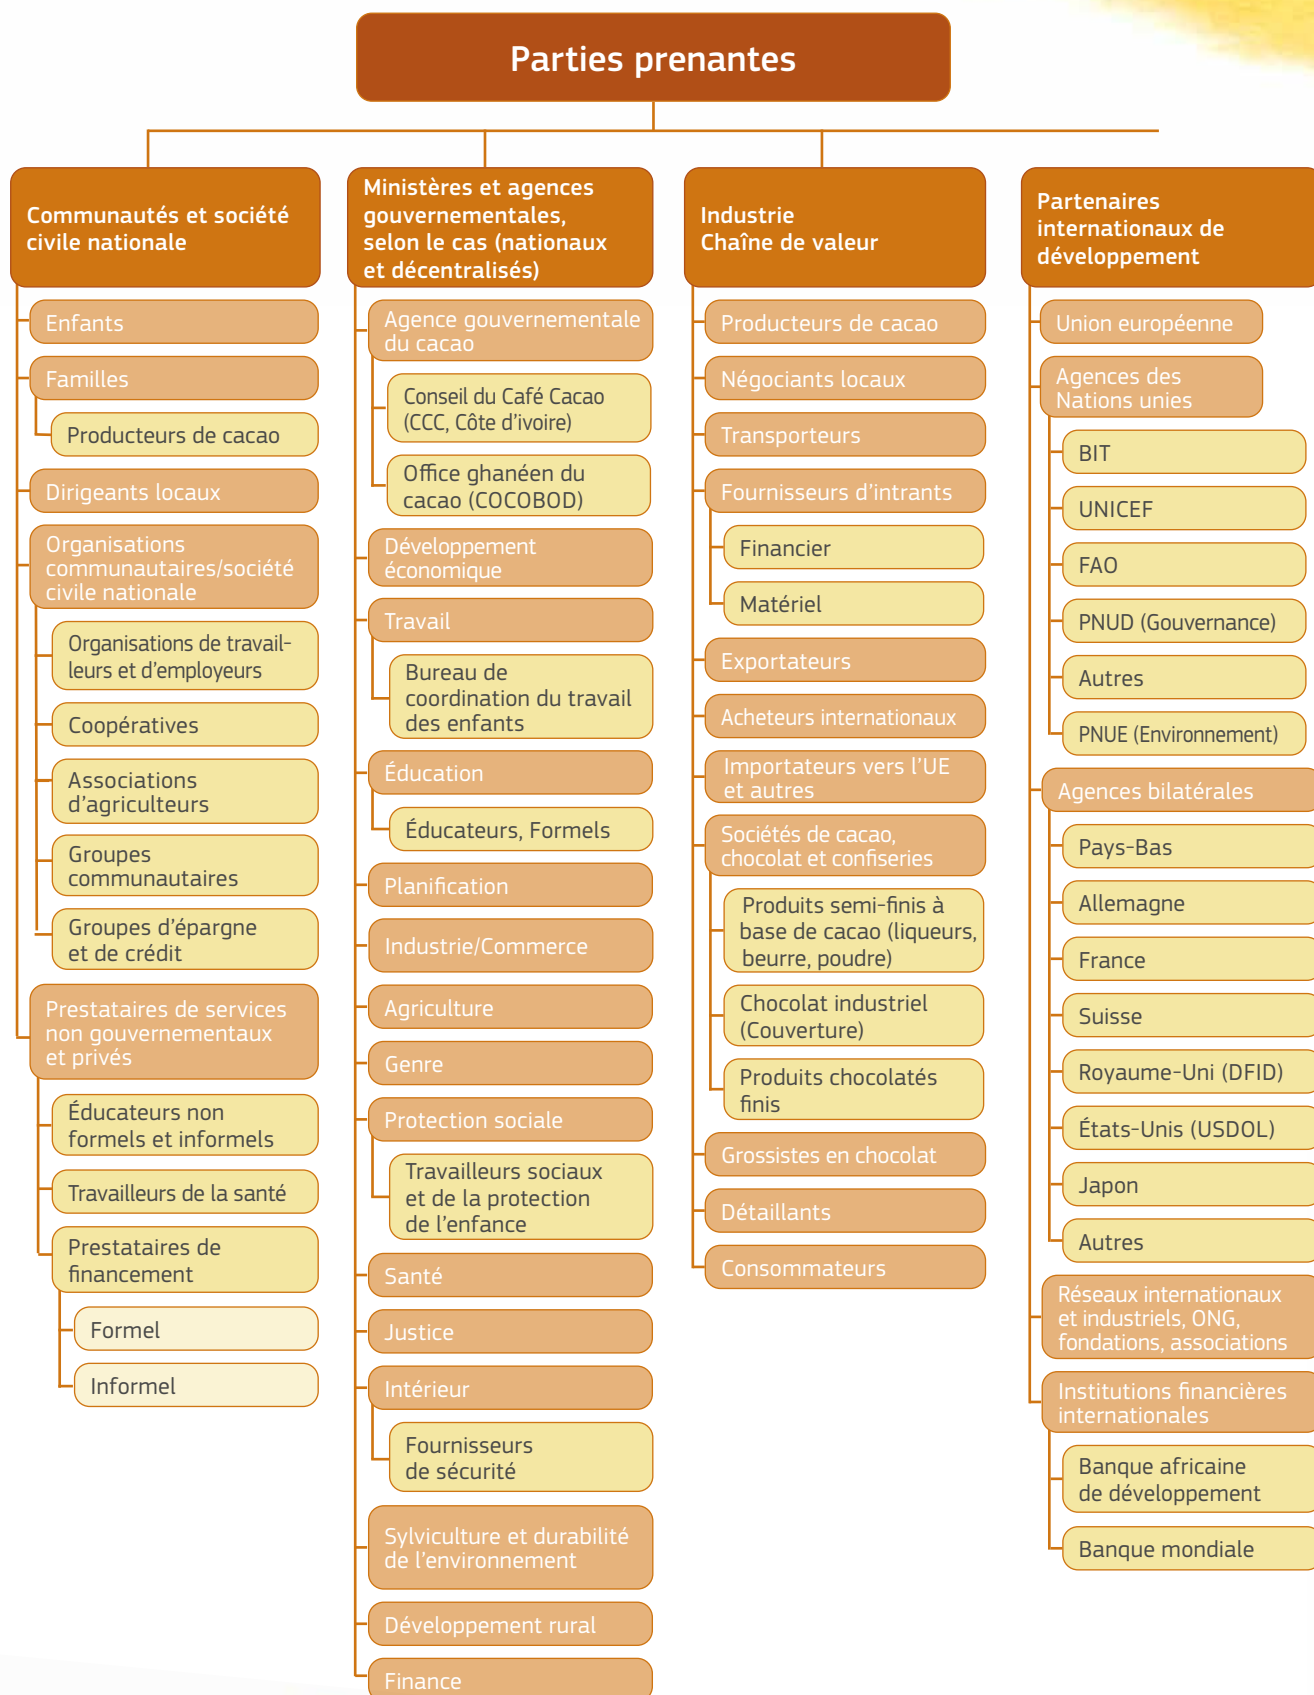 Parties prenantes
Communautés et société
civile nationale
Enfants
Familles
Producteurs de cacao
Dirigeants locaux
Organisations
communautaires/société
civile nationale
Organisations de travail-
leurs et d'employeurs
Coopératives
Associations
d'agriculteurs
Groupes
communautaires
Groupes d'épargne
et de crédit
Prestataires de services
non gouvernementaux
et privés
Éducateurs non
formels et informels
Travailleurs de la santé
Prestataires de
financement
Formel
Informel
Ministères et agences
gouvernementales,
selon le cas (nationaux
et décentralisés)
Agence gouvernementale
du cacao
Conseil du Café Cacao
(CCC, Côte d'ivoire)
Office ghanéen du
cacao (COCOBOD)
Développement
économique
Travail
Bureau de
coordination du travail
des enfants
Éducation
Éducateurs, Formels
Planification
Industrie/Commerce
Agriculture
Genre
Protection sociale
Travailleurs sociaux
et de la protection
de l'enfance
Santé
Justice
Intérieur
Fournisseurs
de sécurité
Sylviculture et durabilité
de l'environnement
Développement rural
Finance
Industrie
Chaîne de valeur
Producteurs de cacao
Négociants locaux
Transporteurs
Fournisseurs d'intrants
Financier
Matériel
Exportateurs
Acheteurs internationaux
Importateurs vers l'UE
et autres
Sociétés de cacao,
chocolat et confiseries
Produits semi-finis à
base de cacao (liqueurs,
beurre, poudre)
Chocolat industriel
(Couverture)
Produits chocolatés
finis
Grossistes en chocolat
Détaillants
Consommateurs
Partenaires
internationaux de
développement
Union européenne
Agences des
Nations unies
BIT
UNICEF
FAO
PNUD (Gouvernance)
Autres
PNUE (Environnement)
Agences bilatérales
Pays-Bas
Allemagne
France
Suisse
Royaume-Uni (DFID)
États-Unis (USDOL)
Japon
Autres
Réseaux internationaux
et industriels, ONG,
fondations, associations
Institutions financières
internationales
Banque africaine
de développement
Banque mondiale